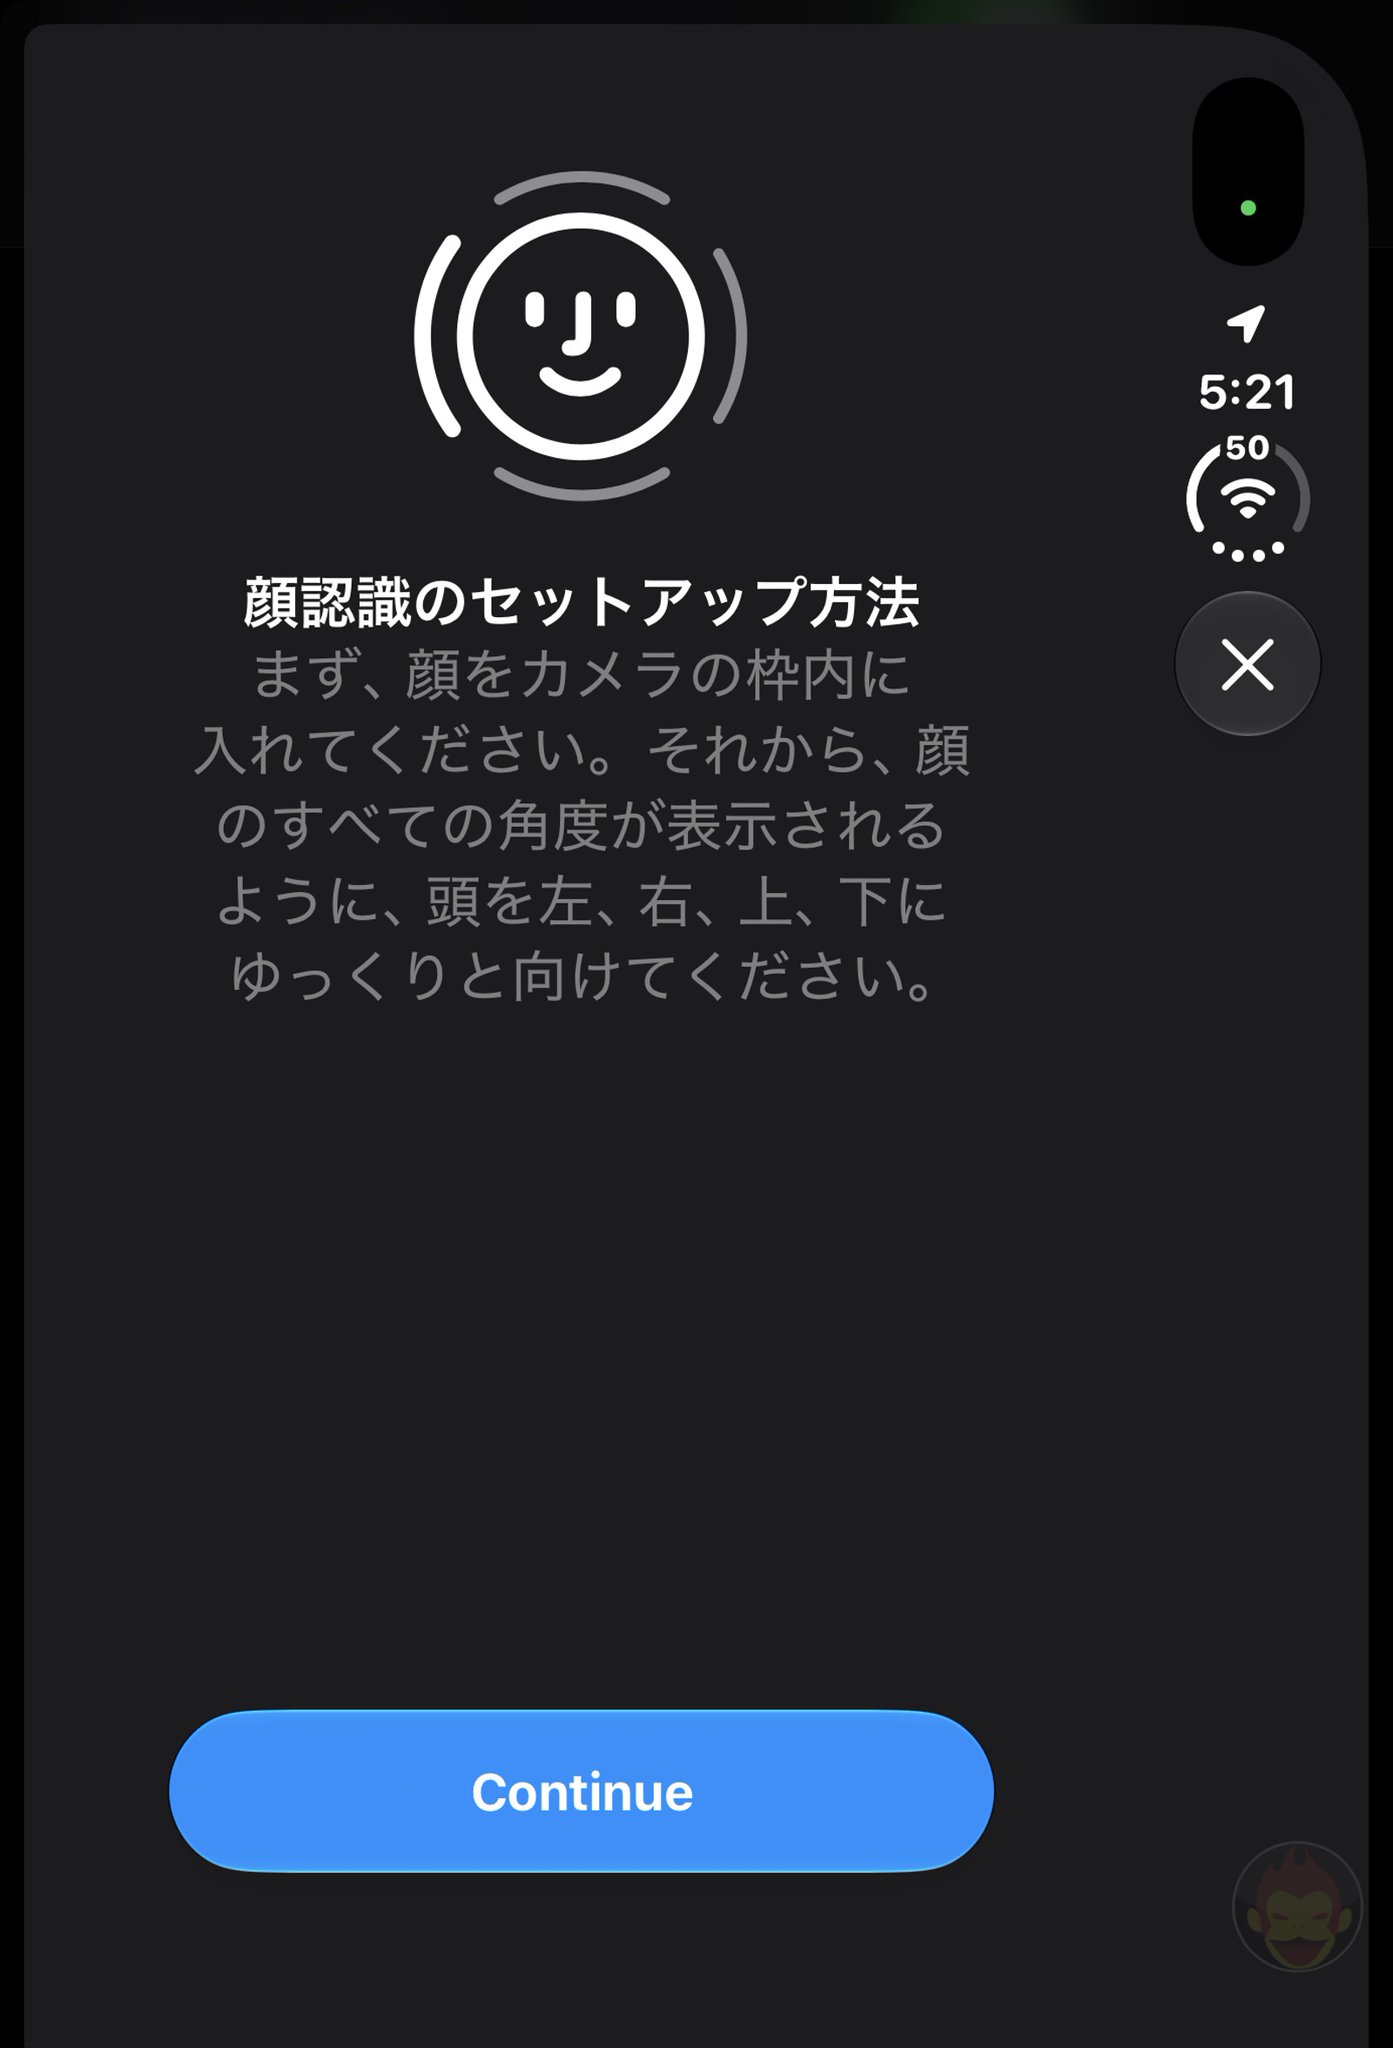 5:21
50
顔認識のセットアップ方法
まず、顔をカメラの枠内に
入れてください。それから、顔
のすべての角度が表示される
ように、頭を左、右、上、下に
ゆっくりと向けてください。
Continue